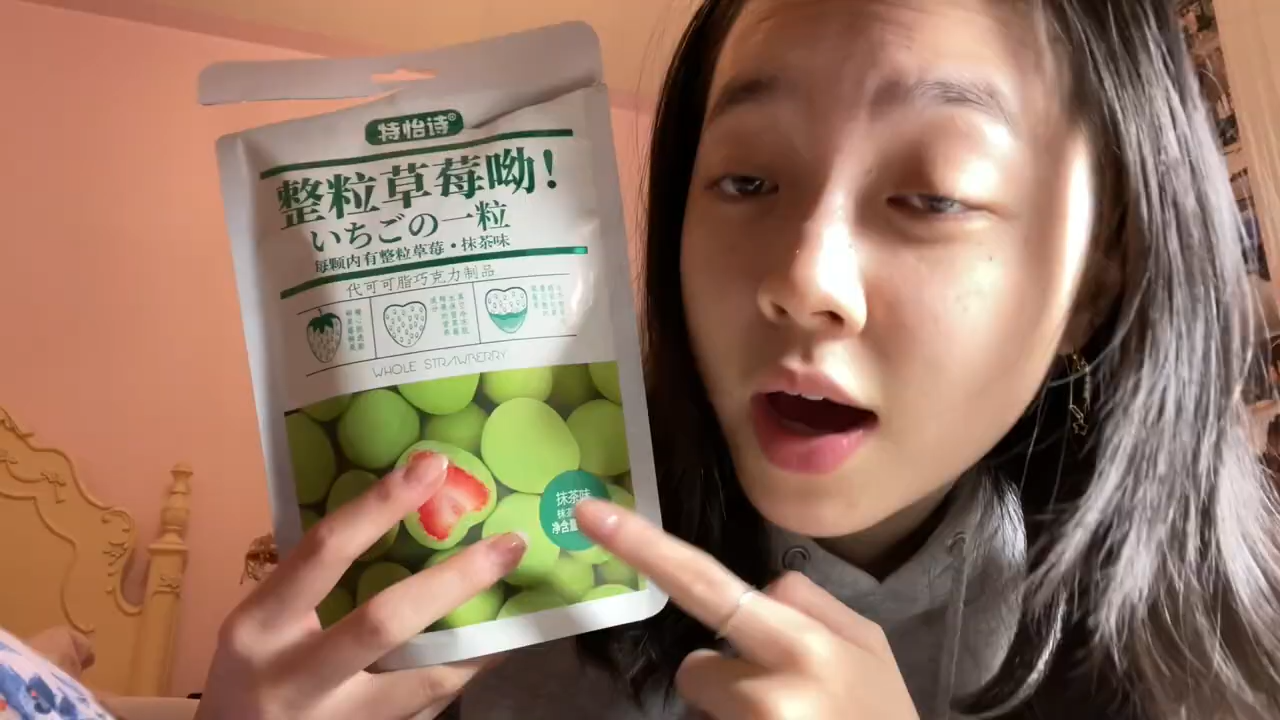 特怡诗®
整粒草莓呦!
いちごの一粒
每颗内有整粒草莓·抹茶味
代可可脂巧克力制品
WHOLE STRAWBERRY
抹茶味
抹茶
净含